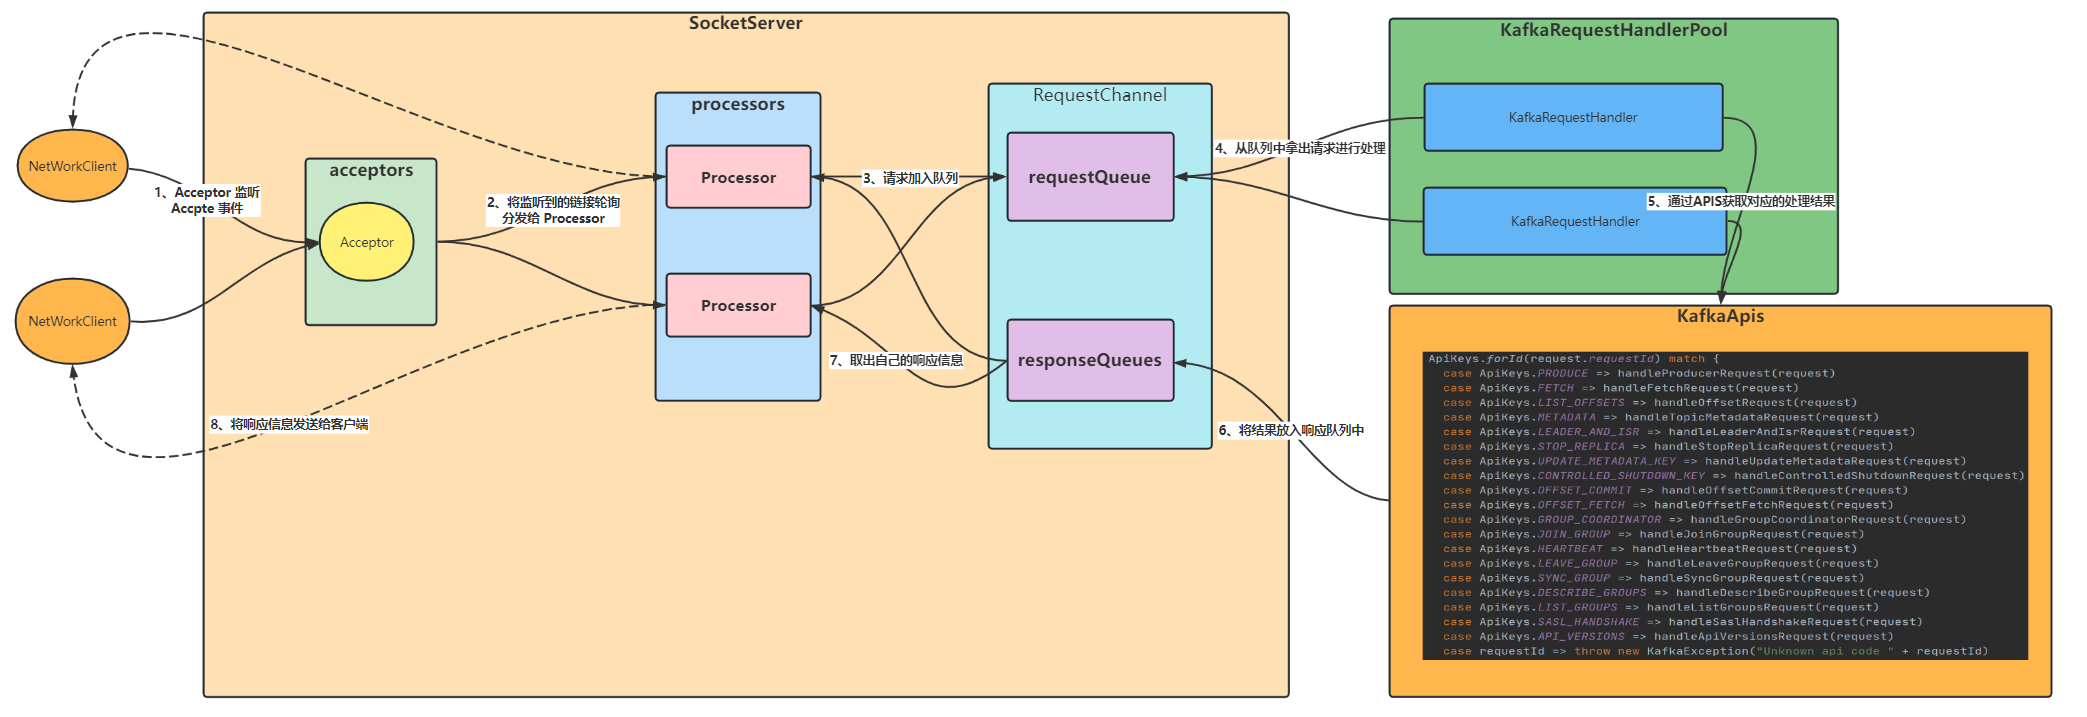 SocketServer
KafkaRequestHandlerPool
processors
RequestChannel
KafkaRequestHandler
4、从队列中拿出请求进行处理
NetWorkClient
acceptors
Processor
3、请求加入队列
requestQueue
1、Acceptor 监听
Accpte 事件
2、将监听到的链接轮询
分发给 Processor
5、通过APIS获取对应的处理结果
KafkaRequestHandler
Acceptor
Processor
NetWorkClient
KafkaApis
7、取出自己的响应信息
responseQueues
8、将响应信息发送给客户端
6、将结果放入响应队列中
ApiKeys.forId(request.requestId) match {
case ApiKeys.PRODUCE => handleProducerRequest(request)
case ApiKeys.FETCH => handleFetchRequest(request)
case ApiKeys.LIST_OFFSETS => handleOffsetRequest(request)
case ApiKeys.METADATA => handleTopicMetadataRequest(request)
case ApiKeys.LEADER_AND_ISR => handleLeaderAndIsrRequest(request)
case ApiKeys.STOP_REPLICA => handleStopReplicaRequest(request)
case ApiKeys.UPDATE_METADATA_KEY => handleUpdateMetadataRequest(request)
case ApiKeys.CONTROLLED_SHUTDOWN_KEY => handleControlledShutdownRequest(request)
case ApiKeys.OFFSET_COMMIT => handleOffsetCommitRequest(request)
case ApiKeys.OFFSET_FETCH => handleOffsetFetchRequest(request)
case ApiKeys.GROUP_COORDINATOR => handleGroupCoordinatorRequest(request)
case ApiKeys.JOIN_GROUP => handleJoinGroupRequest(request)
case ApiKeys.HEARTBEAT => handleHeartbeatRequest(request)
case ApiKeys.LEAVE_GROUP => handleLeaveGroupRequest(request)
case ApiKeys.SYNC_GROUP => handleSyncGroupRequest(request)
case ApiKeys.DESCRIBE_GROUPS => handleDescribeGroupRequest(request)
case ApiKeys.LIST_GROUPS => handleListGroupsRequest(request)
case ApiKeys.SASL_HANDSHAKE => handleSaslHandshakeRequest(request)
case ApiKeys.API_VERSIONS => handleApiVersionsRequest(request)
case requestId => throw new KafkaException("Unknown api code " + requestId)